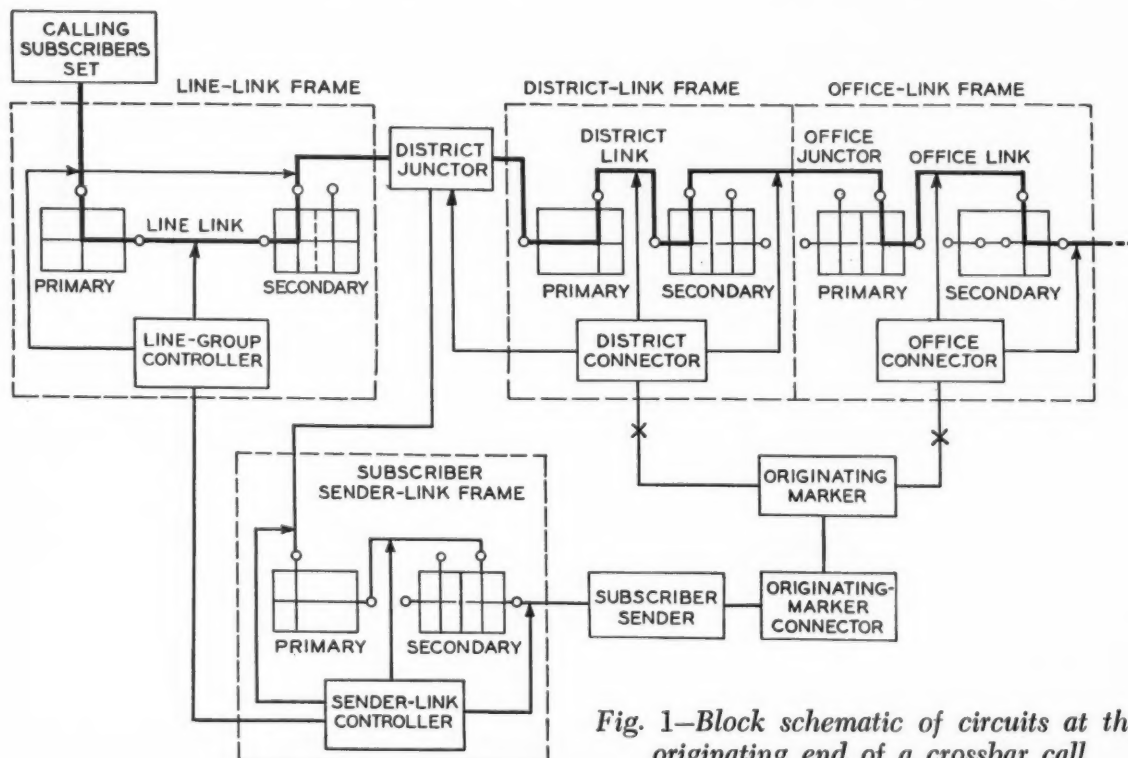 CALLING
SUBSCRIBERS
SET
LINE-LINK FRAME
DISTRICT-LINK FRAME
OFFICE-LINK FRAME
DISTRICT
JUNCTOR
DISTRICT
LINK
OFFICE
JUNCTOR
OFFICE LINK
LINE LINK
PRIMARY
SECONDARY
PRIMARY
SECONDARY
PRIMARY
SECONDARY
LINE-GROUP
CONTROLLER
DISTRICT
CONNECTOR
OFFICE
CONNECTOR
SUBSCRIBER
SENDER-LINK FRAME
ORIGINATING
MARKER
PRIMARY
SECONDARY
SUBSCRIBER
SENDER
ORIGINATING-
MARKER
CONNECTOR
SENDER-LINK
CONTROLLER
Fig. 1—Block schematic of circuits at th
originating end of a crossbar call